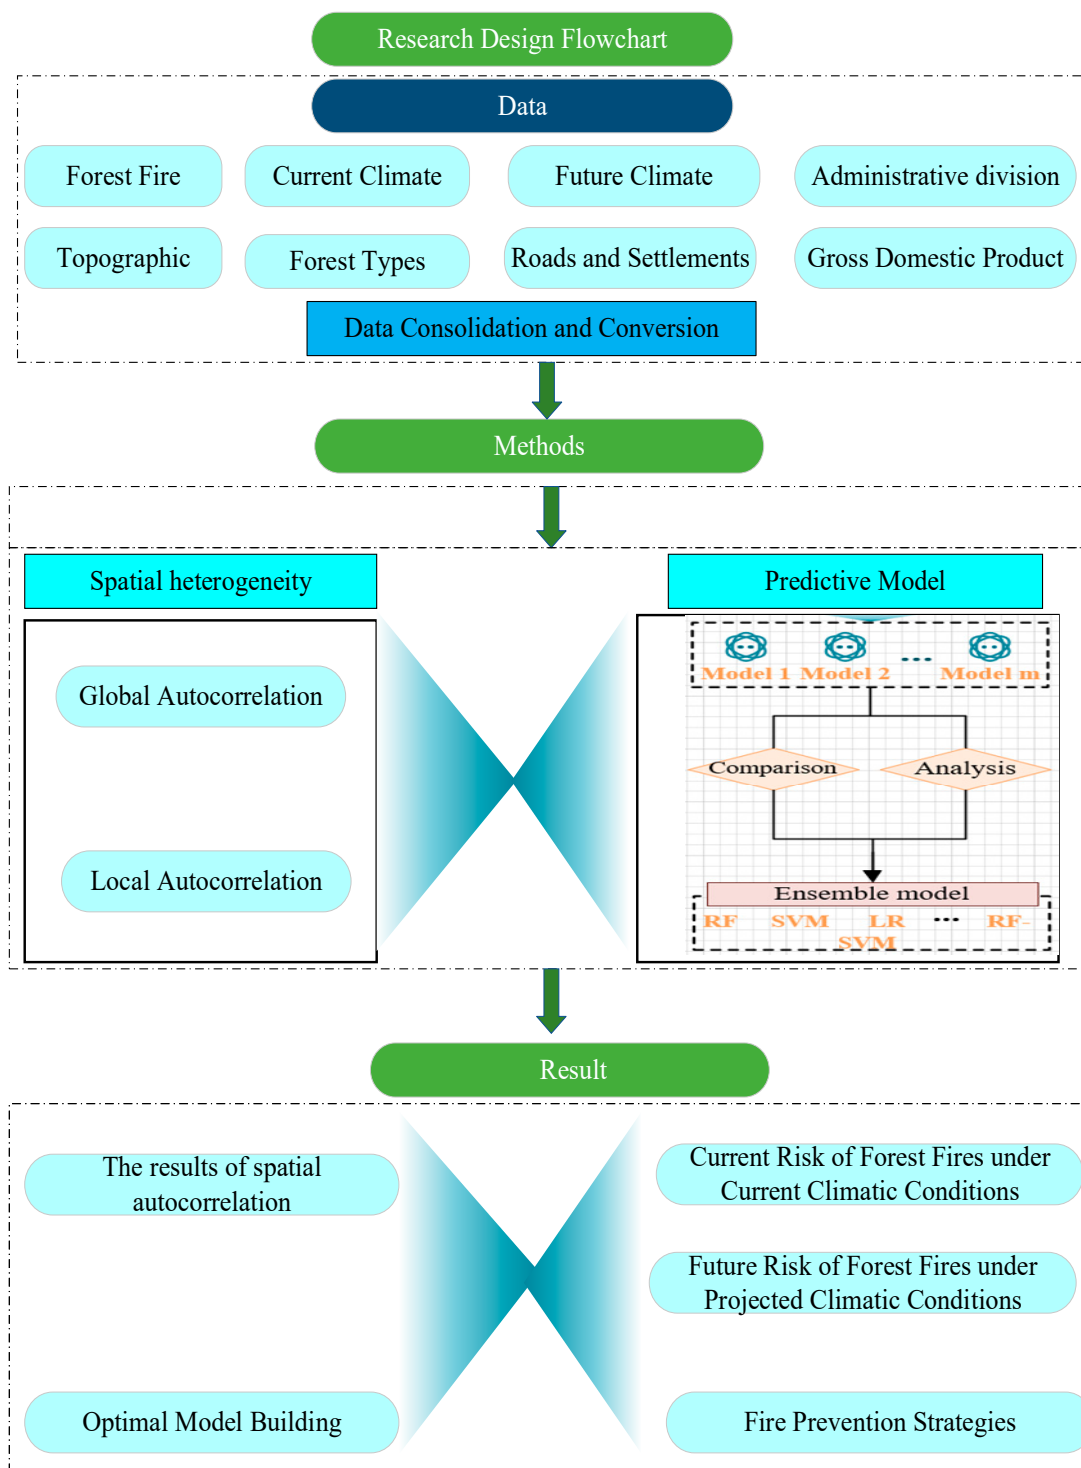 Research Design Flowchart
Data
Forest Fire
Current Climate
Future Climate
Administrative division
Topographic
Forest Types
Roads and Settlements
Gross Domestic Product
Data Consolidation and Conversion
Methods
Spatial heterogeneity
Global Autocorrelation
Local Autocorrelation
Predictive Model
Model 1 Model 2 ... Model m
Comparison
Analysis
Ensemble model
RF SVM LR ... RF-
SVM
Result
The results of spatial
autocorrelation
Optimal Model Building
Current Risk of Forest Fires under
Current Climatic Conditions
Future Risk of Forest Fires under
Projected Climatic Conditions
Fire Prevention Strategies